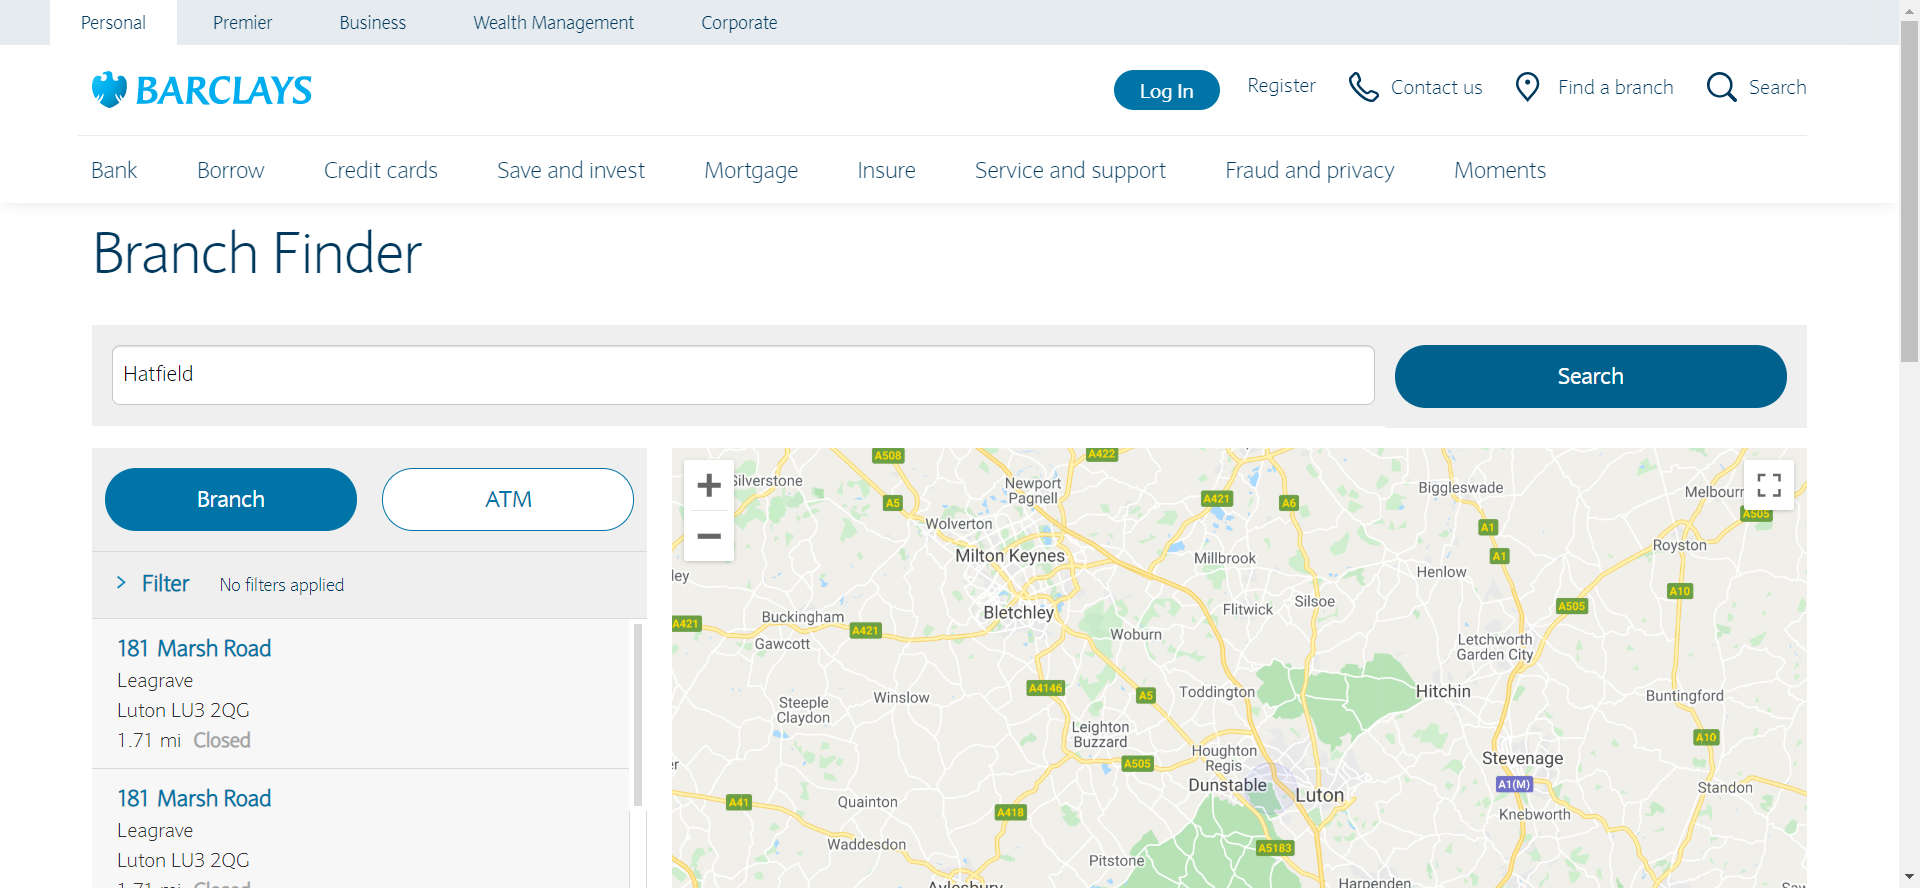 Personal
Premier
Business
Wealth Management
Corporate
BARCLAYS
Log In
Register
Contact us
Find a branch
Search
Bank
Borrow
Credit cards
Save and invest
Mortgage
Insure
Service and support
Fraud and privacy
Moments
Branch Finder
Hatfield
Search
Branch
ATM
Filter
No filters applied
181 Marsh Road
Leagrave
Luton LU3 2QG
1.71 mi Closed
181 Marsh Road
Leagrave
Luton LU3 2QG
1.71 mi Closed
A508
A422
Silverstone
Newport
Pagnell
A5
A421
A6
Biggleswade
Melbourn
A505
Wolverton
A1
Milton Keynes
Millbrook
A1
Royston
ley
Henlow
Bletchley
Flitwick
Silsoe
A505
A10
Buckingham
A421
A421
Gawcott
Woburn
Letchworth
Garden City
A4146
A5
Toddington
Hitchin
Buntingford
Winslow
Steeple
Claydon
Leighton
Buzzard
A10
Houghton
Regis
A505
Stevenage
Dunstable
A1(M)
Luton
Standon
A41
Quainton
A418
Knebworth
Waddesdon
Pitstone
A5183
Aylesbury
Harpenden